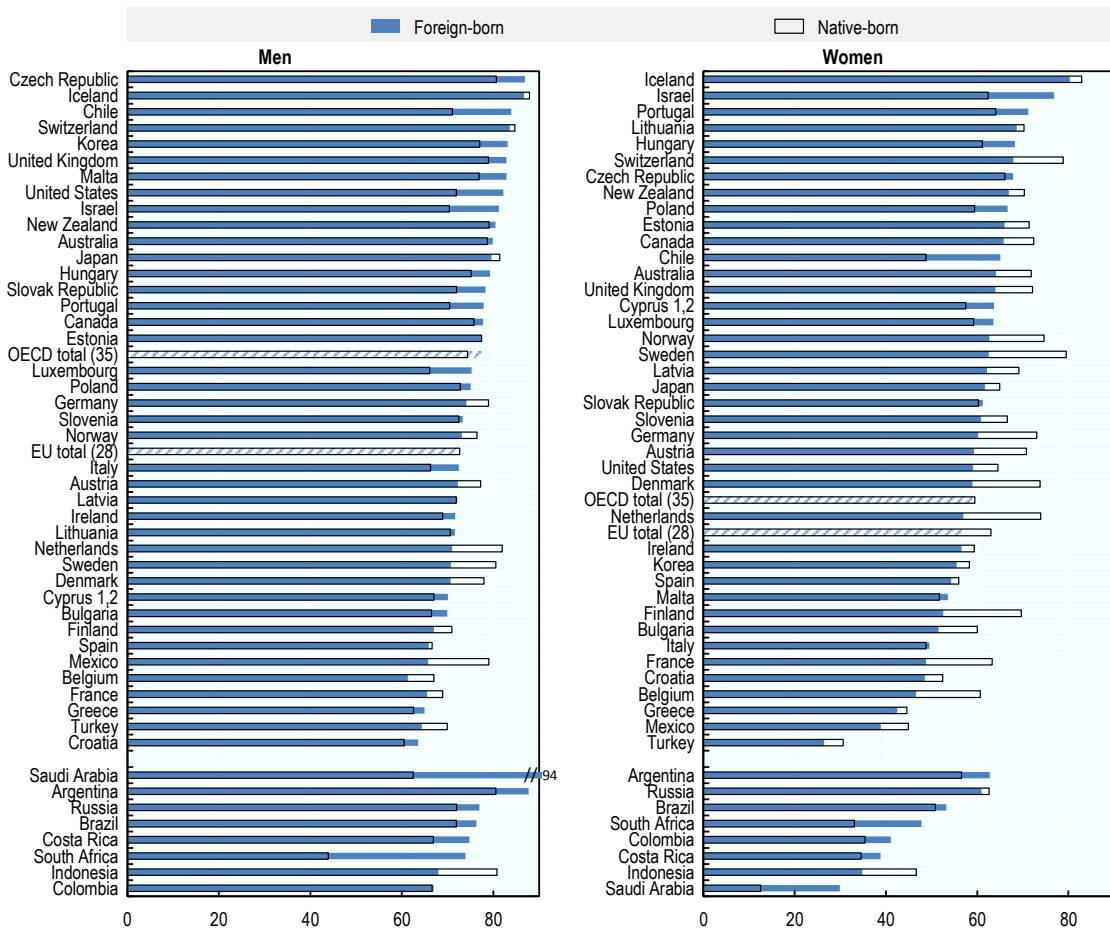 Foreign-born
Native-born
Men
Czech Republic
Iceland
Chile
Switzerland
Korea
United Kingdom
Malta
United States
Israel
New Zealand
Australia
Japan
Hungary
Slovak Republic
Portugal
Canada
Estonia
OECD total (35)
Luxembourg
Poland
Germany
Slovenia
Norway
EU total (28)
Italy
Austria
Latvia
Ireland
Lithuania
Netherlands
Sweden
Denmark
Cyprus 1,2
Bulgaria
Finland
Spain
Mexico
Belgium
France
Greece
Turkey
Croatia
Saudi Arabia
94
Argentina
Russia
Brazil
Costa Rica
South Africa
Indonesia
Colombia
0 20 40 60 80
Women
Iceland
Israel
Portugal
Lithuania
Hungary
Switzerland
Czech Republic
New Zealand
Poland
Estonia
Canada
Chile
Australia
United Kingdom
Cyprus 1,2
Luxembourg
Norway
Sweden
Latvia
Japan
Slovak Republic
Slovenia
Germany
Austria
United States
Denmark
OECD total (35)
Netherlands
EU total (28)
Ireland
Korea
Spain
Malta
Finland
Bulgaria
Italy
France
Croatia
Belgium
Greece
Mexico
Turkey
Argentina
Russia
Brazil
South Africa
Colombia
Costa Rica
Indonesia
Saudi Arabia
0 20 40 60 80